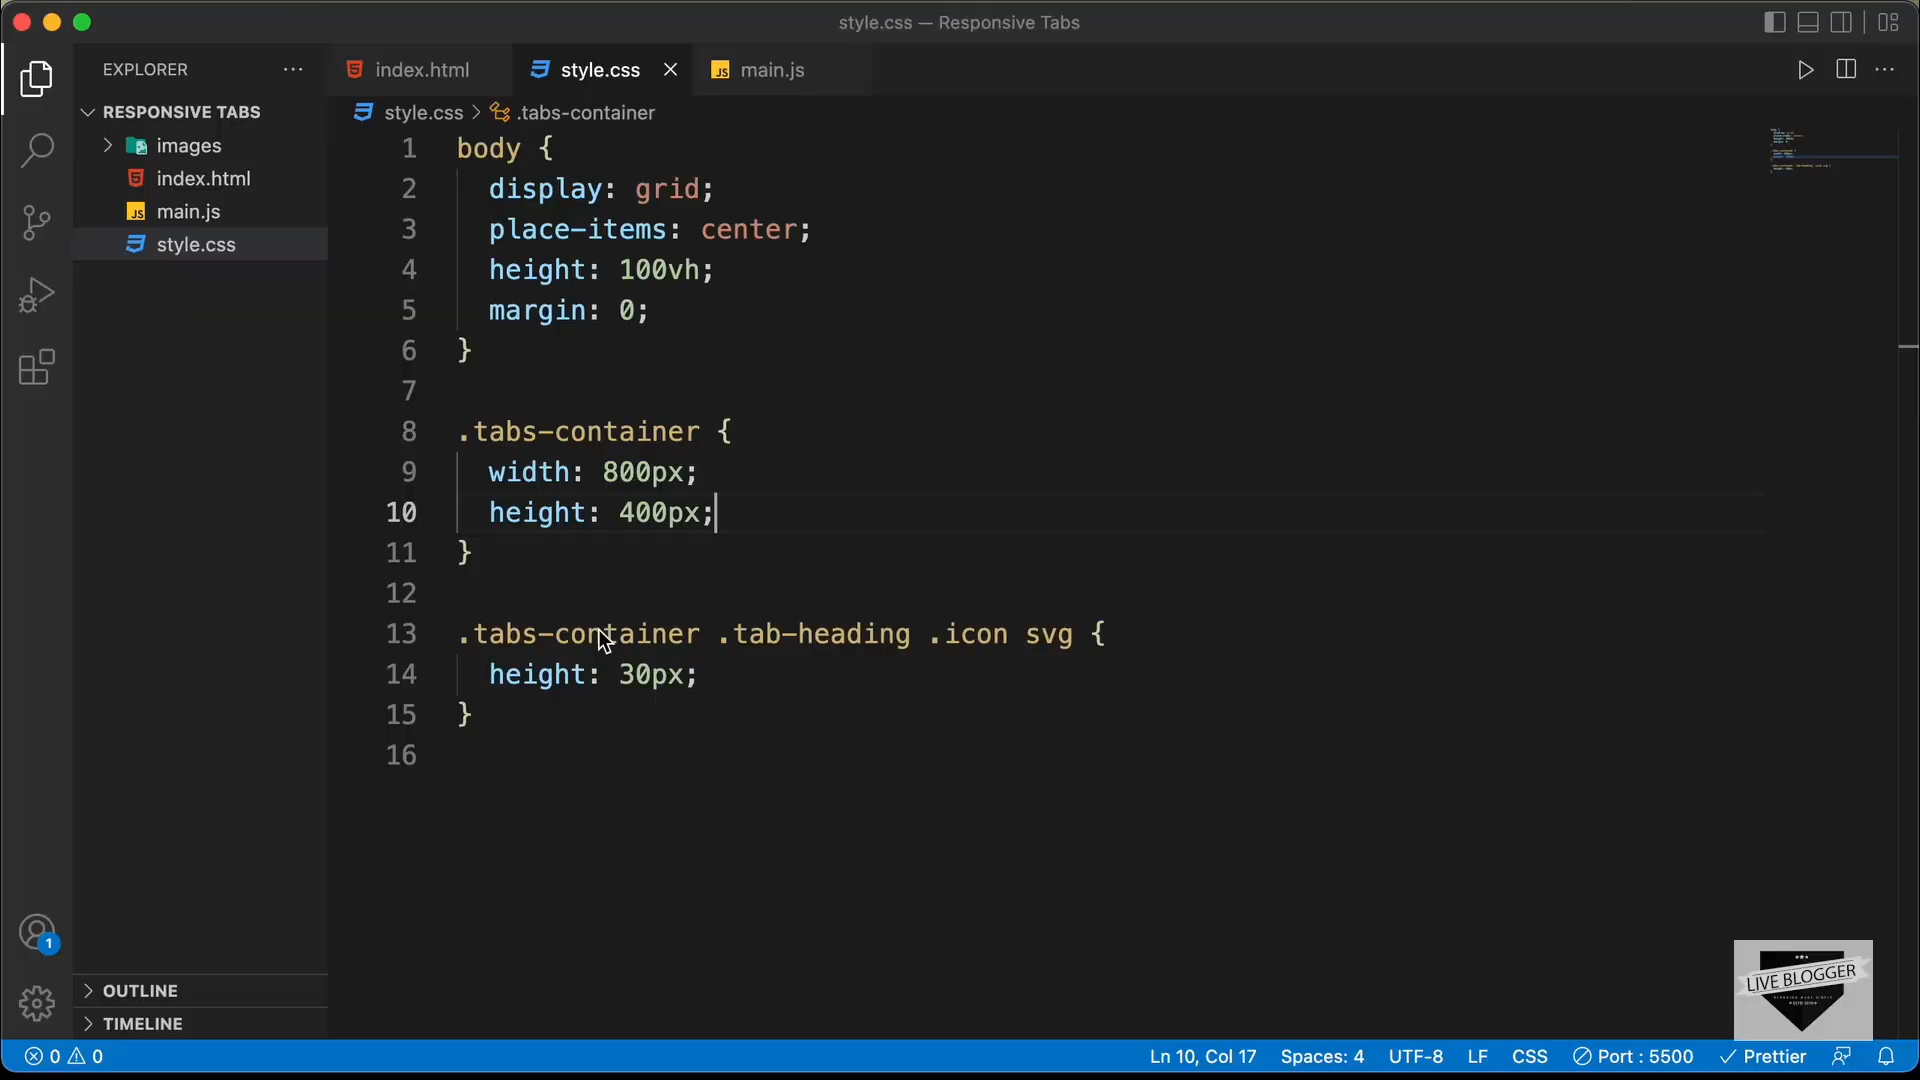 style.css — Responsive Tabs
EXPLORER
index.html
style.css
JS main.js
RESPONSIVE TABS
images
index.html
JS main.js
style.css
style.css > .tabs-container
1 body {
2 display: grid;
3 place-items: center;
4 height: 100vh;
5 margin: 0;
6 }
7
8 .tabs-container {
9 width: 800px;
10 height: 400px;
11 }
12
13 .tabs-container .tab-heading .icon svg {
14 height: 30px;
15 }
16
1
OUTLINE
TIMELINE
LIVE BLOGGER
0 0
Ln 10, Col 17
Spaces: 4
UTF-8
LF
CSS
Port : 5500
Prettier